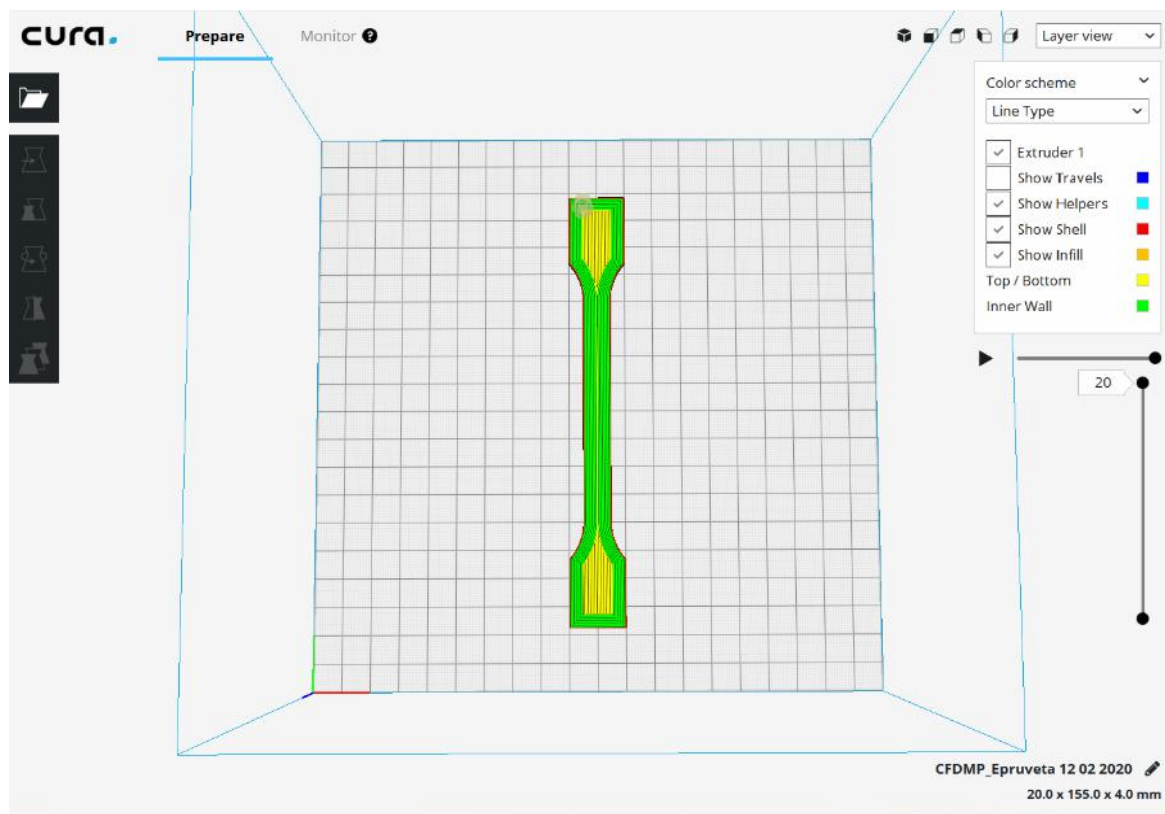 cura.
Prepare
Monitor ?
Layer view
Color scheme
Line Type
Extruder 1
Show Travels
Show Helpers
Show Shell
Show Infill
Top / Bottom
Inner Wall
20
CFDMP_Epruveta 12 02 2020
20.0 x 155.0 x 4.0 mm